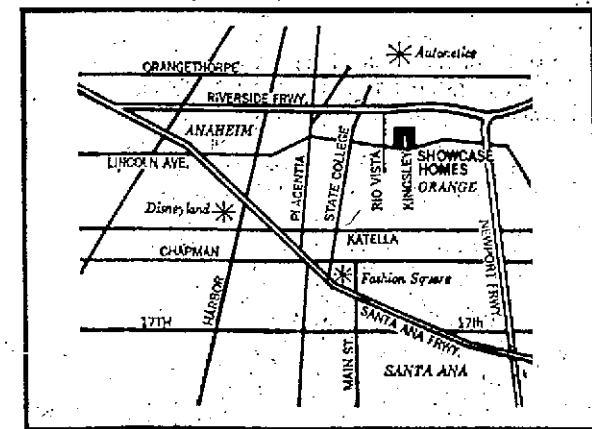 Autonetics
ORANGETHORPE
RIVERSIDE FRWY.
ANAHEIM
LINCOLN AVE.
PLACENTIA
STATE COLLEGE
RIO VISTA
KINGSLEY
SHOWCASE
HOMES
ORANGE
Disneyland
KATELLA
CHAPMAN
NEWPORT FRWY.
Fashion Square
HARBOR
17TH
SANTA ANA FRWY.
17th
MAIN ST.
SANTA ANA